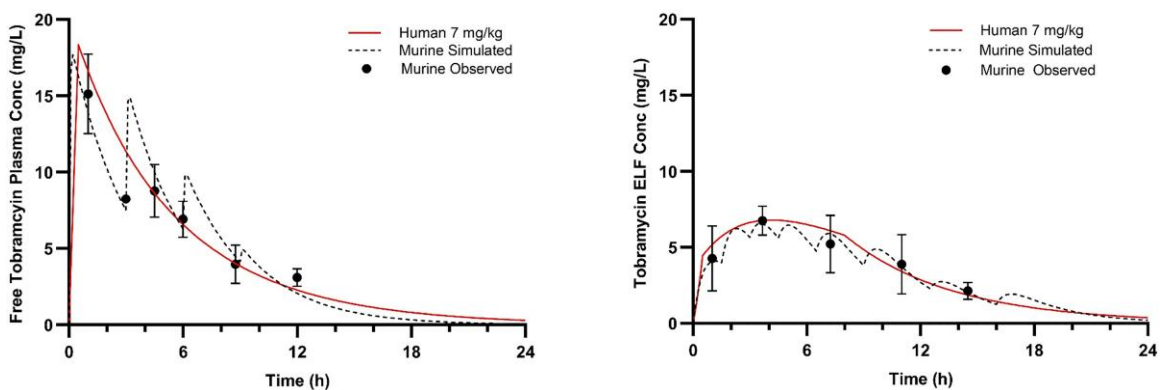 Free Tobramcyin Plasma Conc (mg/L)
20
15
10
5
0
0
6
12
18
24
Time (h)
Human 7 mg/kg
Murine Simulated
Murine Observed
Tobramycin ELF Conc (mg/L)
20
15
10
5
0
0
6
12
18
24
Time (h)
Human 7 mg/kg
Murine Simulated
Murine Observed